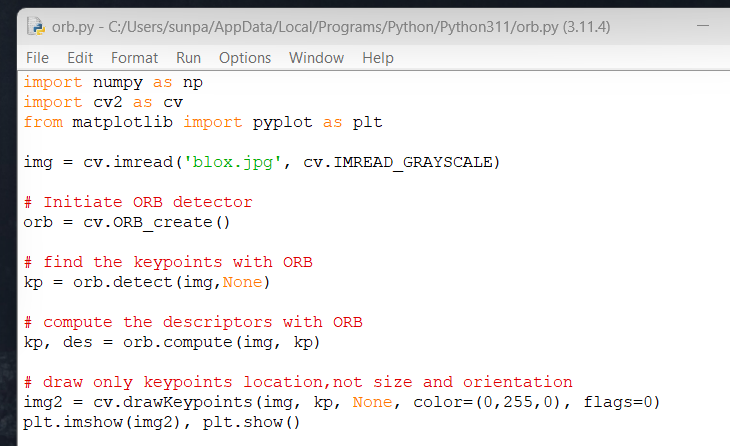 orb.py - C:/Users/sunpa/AppData/Local/Programs/Python/Python311/orb.py (3.11.4)
File Edit Format Run Options Window Help
import numpy as np
import cv2 as cv
from matplotlib import pyplot as plt

img = cv.imread('blox.jpg', cv.IMREAD_GRAYSCALE)

# Initiate ORB detector
orb = cv.ORB_create()

# find the keypoints with ORB
kp = orb.detect(img,None)

# compute the descriptors with ORB
kp, des = orb.compute(img, kp)

# draw only keypoints location,not size and orientation
img2 = cv.drawKeypoints(img, kp, None, color=(0,255,0), flags=0)
plt.imshow(img2), plt.show()